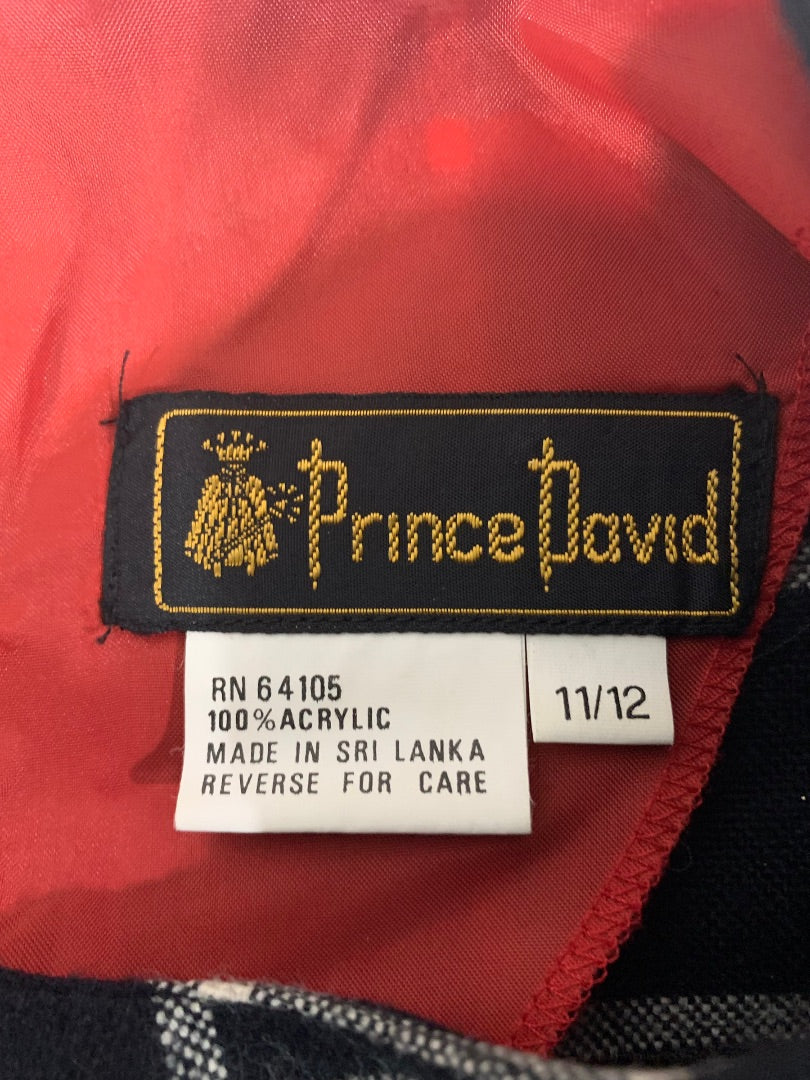 Prince David
RN 64105
100% ACRYLIC
MADE IN SRI LANKA
REVERSE FOR CARE
11/12